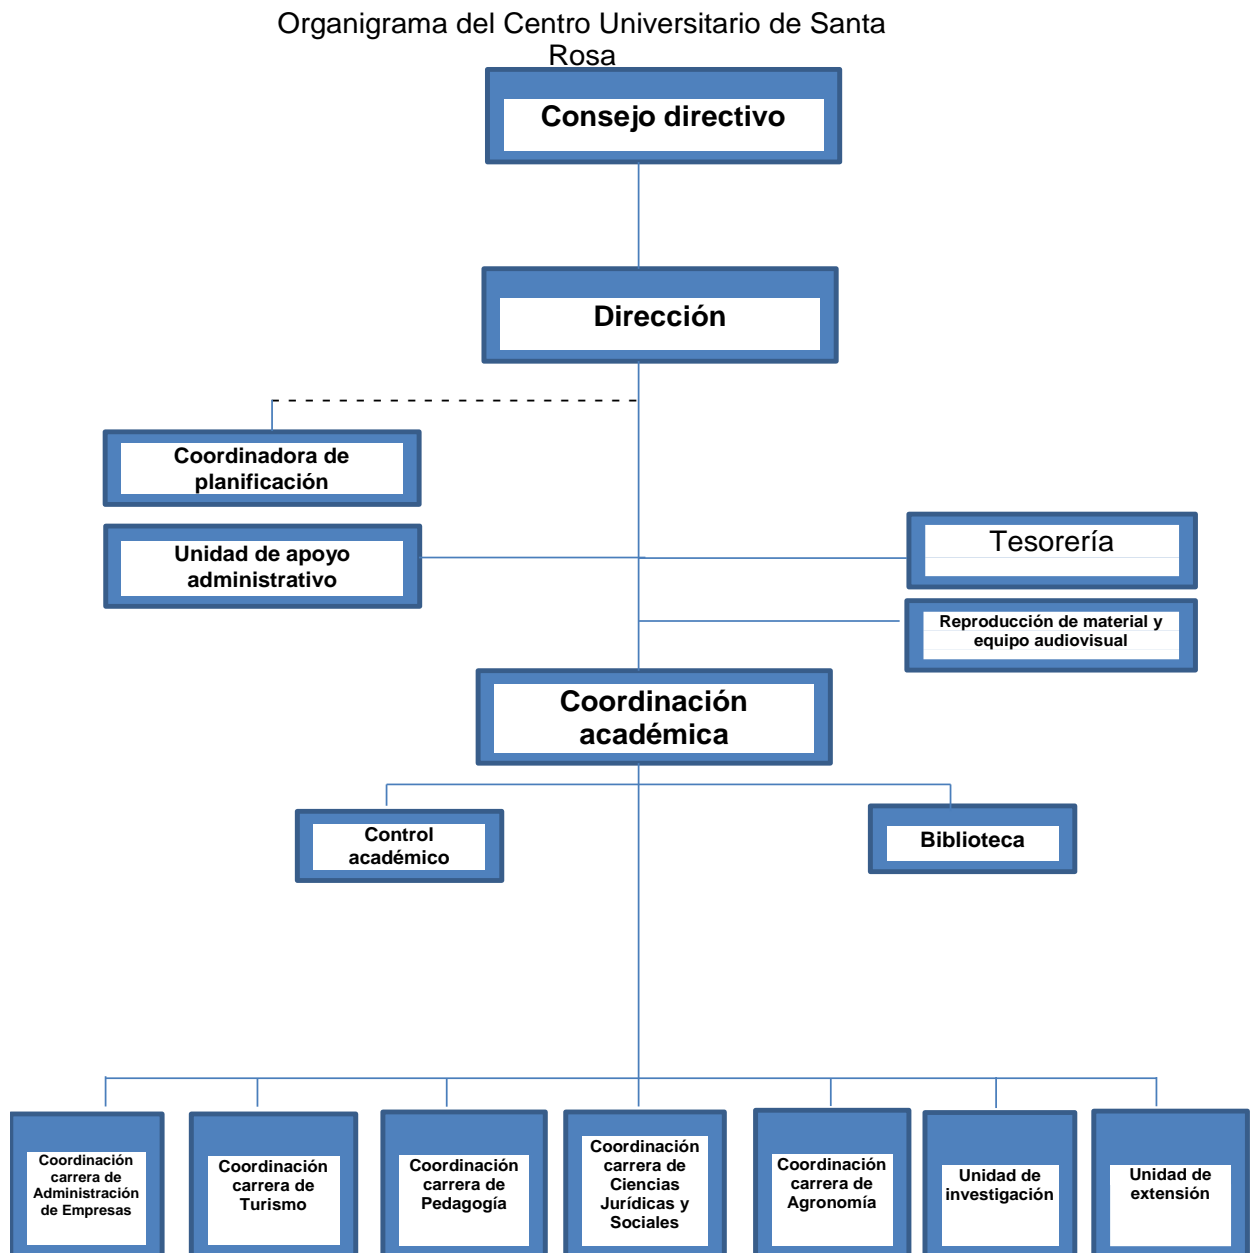 Organigrama del Centro Universitario de Santa
Rosa
Consejo directivo
Dirección
Coordinadora de
planificación
Unidad de apoyo
administrativo
Tesorería
Reproducción de material y
equipo audiovisual
Coordinación
académica
Control
académico
Biblioteca
Coordinación
carrera de
Administración
de Empresas
Coordinación
carrera de
Turismo
Coordinación
carrera de
Pedagogía
Coordinación
carrera de
Ciencias
Jurídicas y
Sociales
Coordinación
carrera de
Agronomía
Unidad de
investigación
Unidad de
extensión